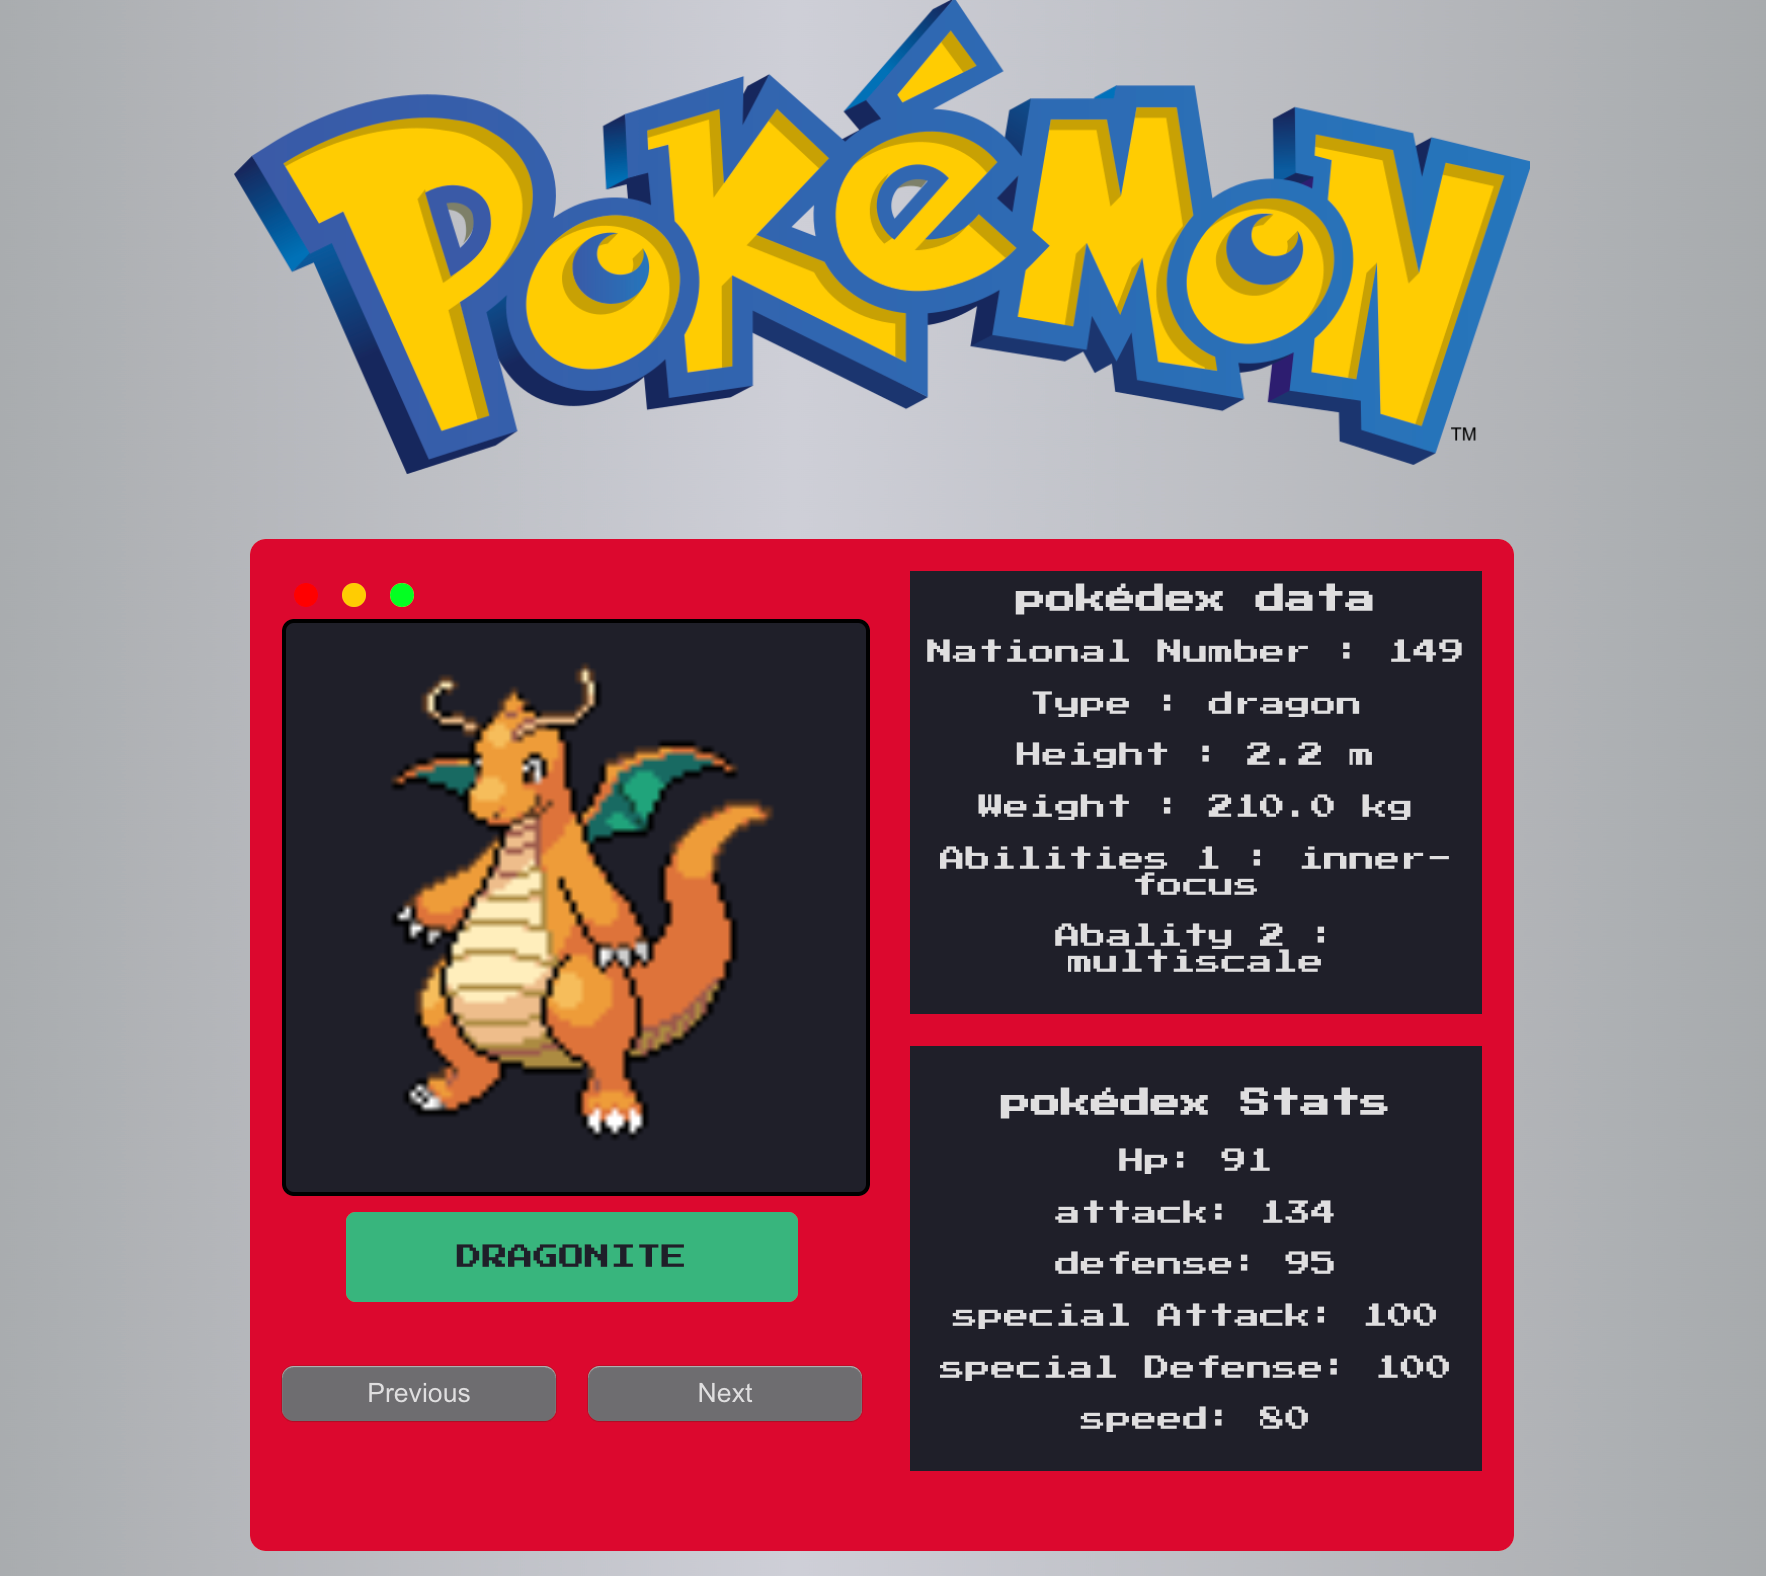 POKéMON
TM
DRAGONITE
Previous
Next
pokédex data
National Number : 149
Type : dragon
Height : 2.2 m
Weight : 210.0 kg
Abilities 1 : inner-
focus
Abality 2 :
multiscale
pokédex Stats
Hp: 91
attack: 134
defense: 95
special Attack: 100
special Defense: 100
speed: 80